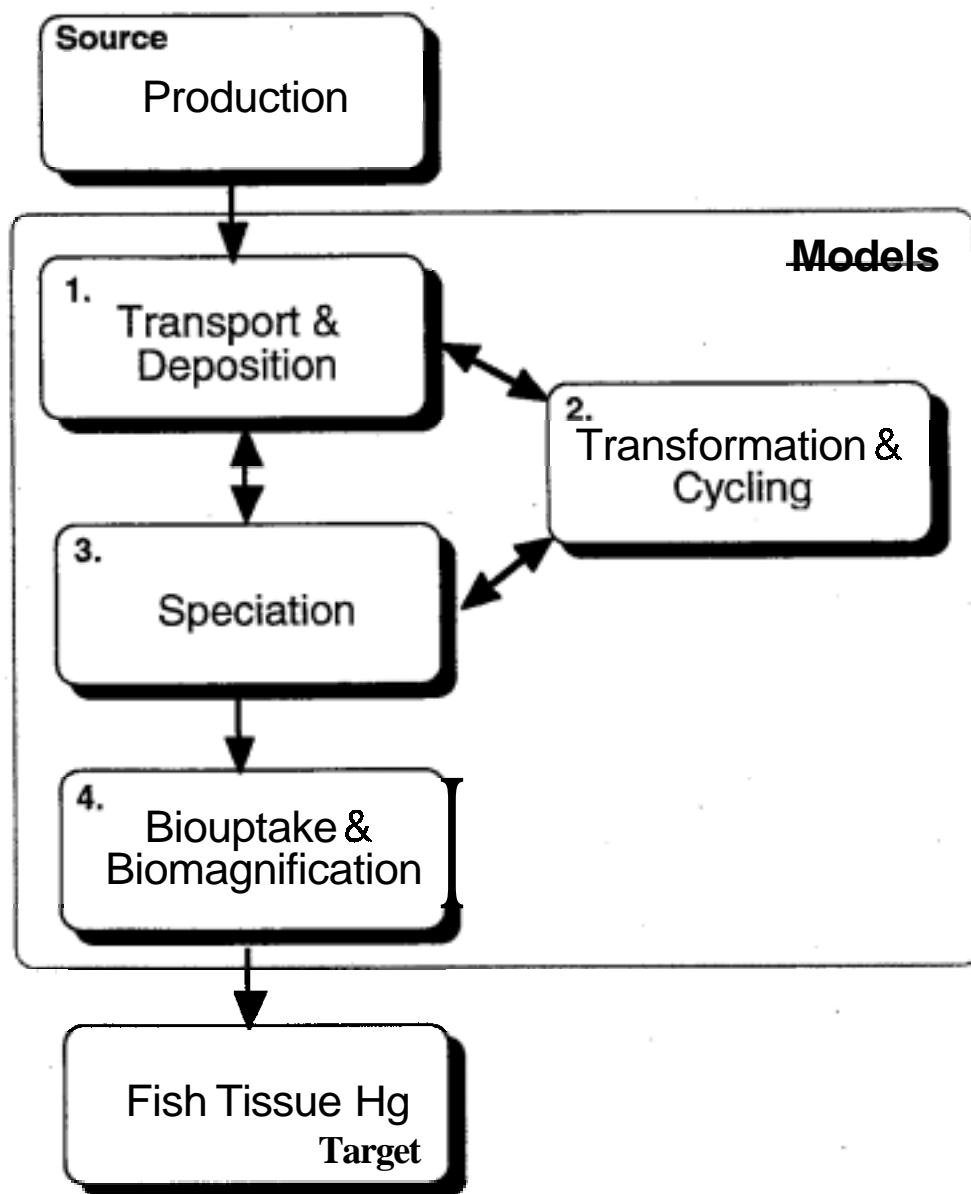 Source
Production
Models
1.
Transport &
Deposition
2.
Transformation &
Cycling
3.
Speciation
4.
Biouptake &
Biomagnification
Fish Tissue Hg
Target